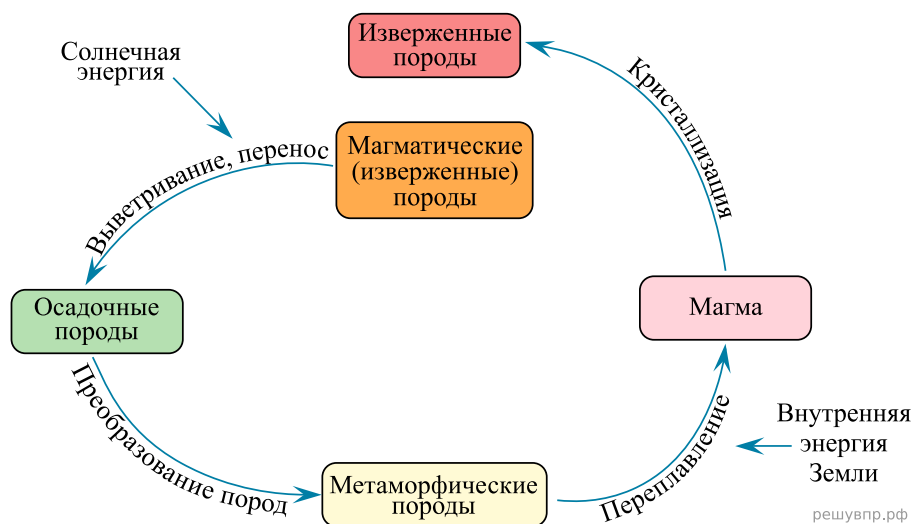 Изверженные
породы
Солнечная
энергия
Кристаллизация
Выветривание, перенос
Магматические
(изверженные)
породы
Осадочные
породы
Магма
Преобразование пород
Переплавление
Внутренняя
энергия
Земли
Метаморфические
породы
решувпр.рф